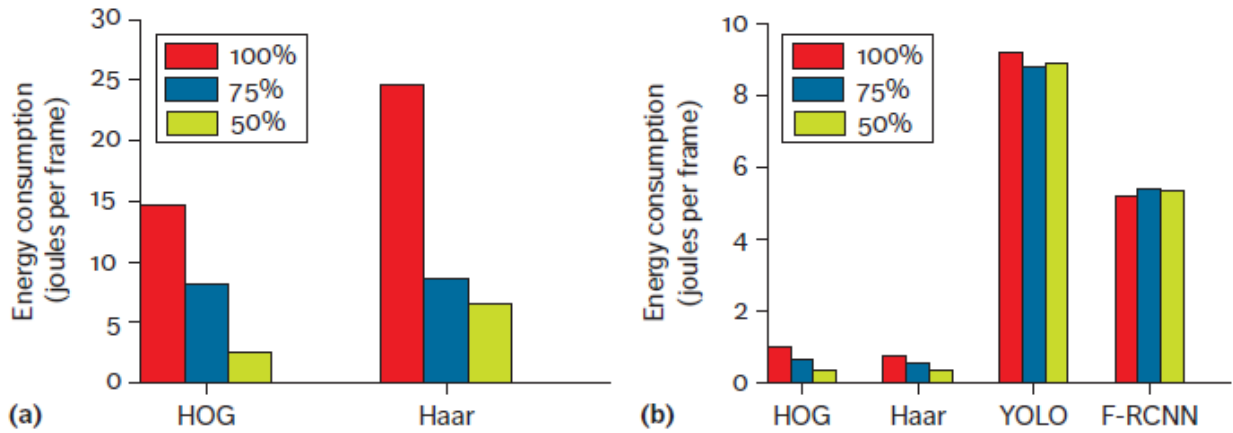 Energy consumption
(joules per frame)
30
25
20
15
10
5
0
100%
75%
50%
HOG
Haar
(a)
Energy consumption
(joules per frame)
10
8
6
4
2
0
100%
75%
50%
HOG
Haar
YOLO
F-RCNN
(b)